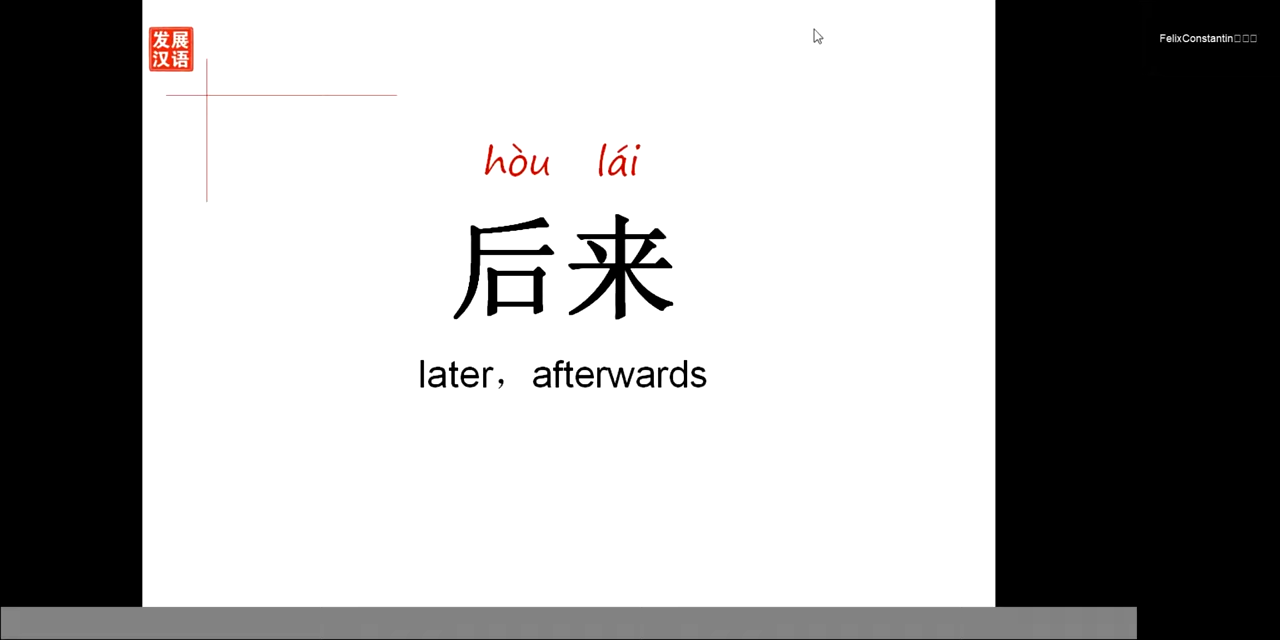 发展
汉语
FelixConstantin□□□
hòu lái
后来
later，afterwards